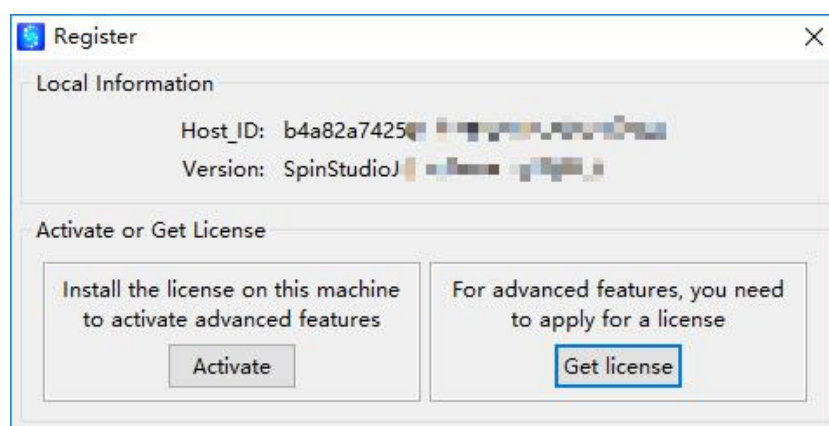 Register
Local Information
Host_ID: b4a82a7425
Version: SpinStudioJ
Activate or Get License
Install the license on this machine
to activate advanced features
Activate
For advanced features, you need
to apply for a license
Get license